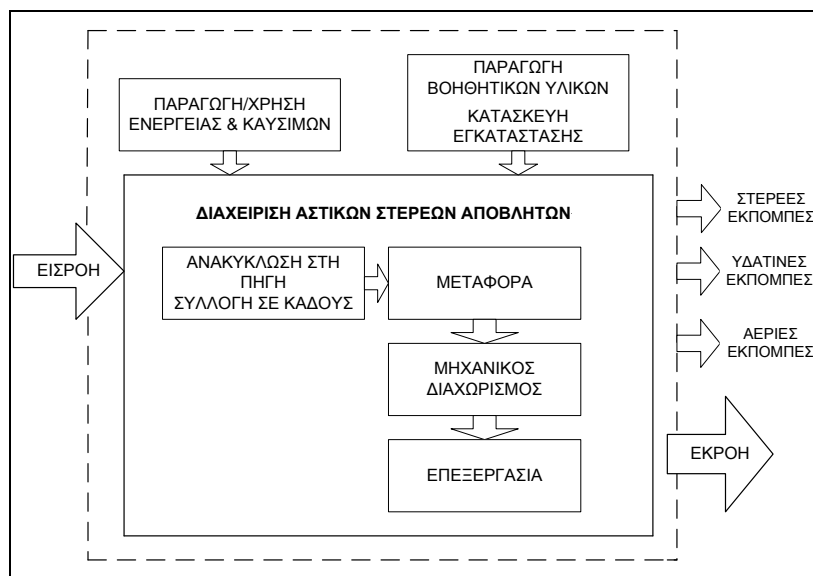 ΠΑΡΑΓΩΓΗ/ΧΡΗΣΗ
ΕΝΕΡΓΕΙΑΣ & ΚΑΥΣΙΜΩΝ
ΠΑΡΑΓΩΓΗ
ΒΟΗΘΗΤΙΚΩΝ ΥΛΙΚΩΝ
ΚΑΤΑΣΚΕΥΗ
ΕΓΚΑΤΑΣΤΑΣΗΣ
ΔΙΑΧΕΙΡΙΣΗ ΑΣΤΙΚΩΝ ΣΤΕΡΕΩΝ ΑΠΟΒΛΗΤΩΝ
ΕΙΣΡΟΗ
ΑΝΑΚΥΚΛΩΣΗ ΣΤΗ
ΠΗΓΗ
ΣΥΛΛΟΓΗ ΣΕ ΚΑΔΟΥΣ
ΜΕΤΑΦΟΡΑ
ΜΗΧΑΝΙΚΟΣ
ΔΙΑΧΩΡΙΣΜΟΣ
ΕΠΕΞΕΡΓΑΣΙΑ
ΣΤΕΡΕΕΣ
ΕΚΠΟΜΠΕΣ
ΥΔΑΤΙΝΕΣ
ΕΚΠΟΜΠΕΣ
ΑΕΡΙΕΣ
ΕΚΠΟΜΠΕΣ
ΕΚΡΟΗ